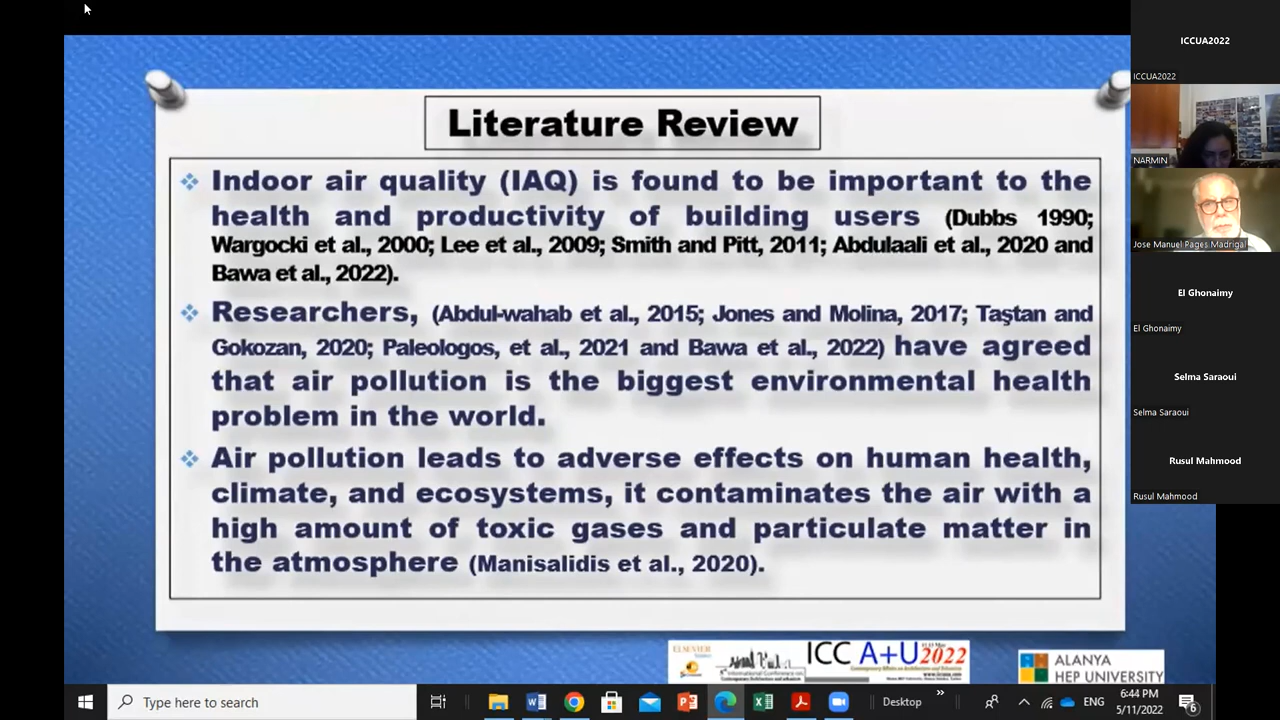 ICCUA2022
ICCUA2022
NARMIN
Jose Manuel Pages Madrigal
El Ghonaimy
El Ghonaimy
Selma Saraoui
Selma Saraoui
Rusul Mahmood
Rusul Mahmood
Literature Review
❖ Indoor air quality (IAQ) is found to be important to the
health and productivity of building users (Dubbs 1990;
Wargocki et al., 2000; Lee et al., 2009; Smith and Pitt, 2011; Abdulaali et al., 2020 and
Bawa et al., 2022).
❖ Researchers, (Abdul-wahab et al., 2015; Jones and Molina, 2017; Taştan and
Gokozan, 2020; Paleologos, et al., 2021 and Bawa et al., 2022) have agreed
that air pollution is the biggest environmental health
problem in the world.
❖ Air pollution leads to adverse effects on human health,
climate, and ecosystems, it contaminates the air with a
high amount of toxic gases and particulate matter in
the atmosphere (Manisalidis et al., 2020).
ELSEVIER
ICC A+U 2022
ALANYA
HEP UNIVERSITY
Type here to search
Desktop
ENG
6:44 PM
5/11/2022
6